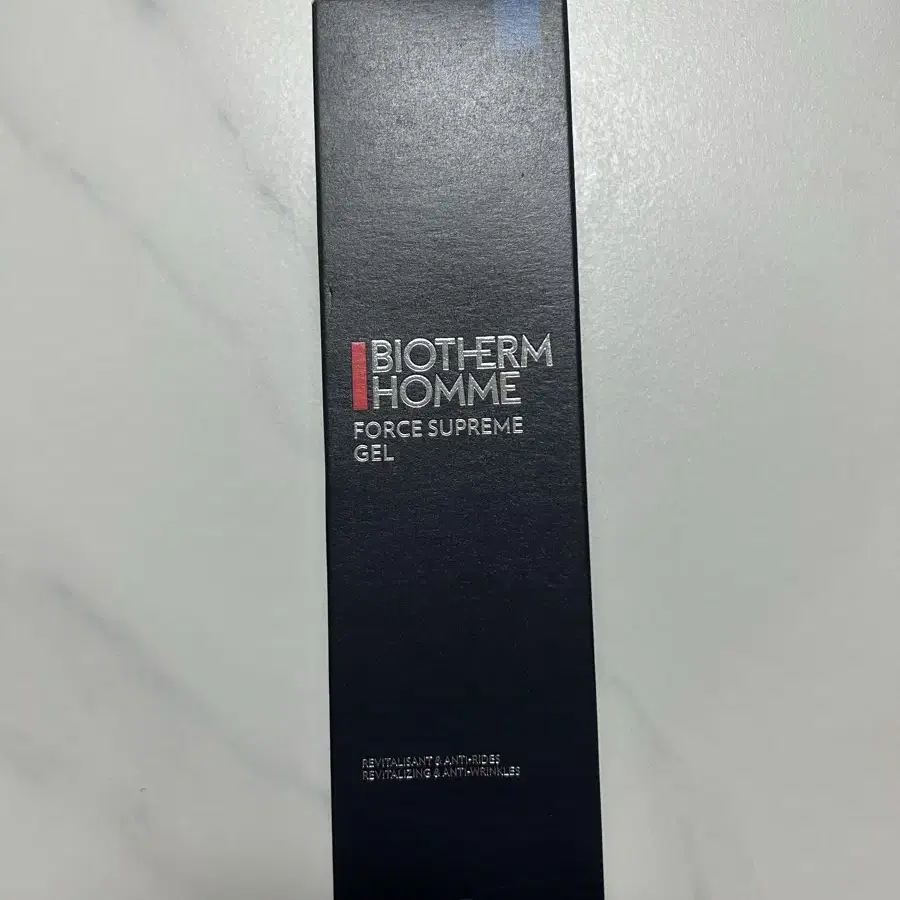 BIOTHERM
HOMME
FORCE SUPREME
GEL
REVITALISANT & ANTI-RIDES
REVITALIZING & ANTI-WRINKLES